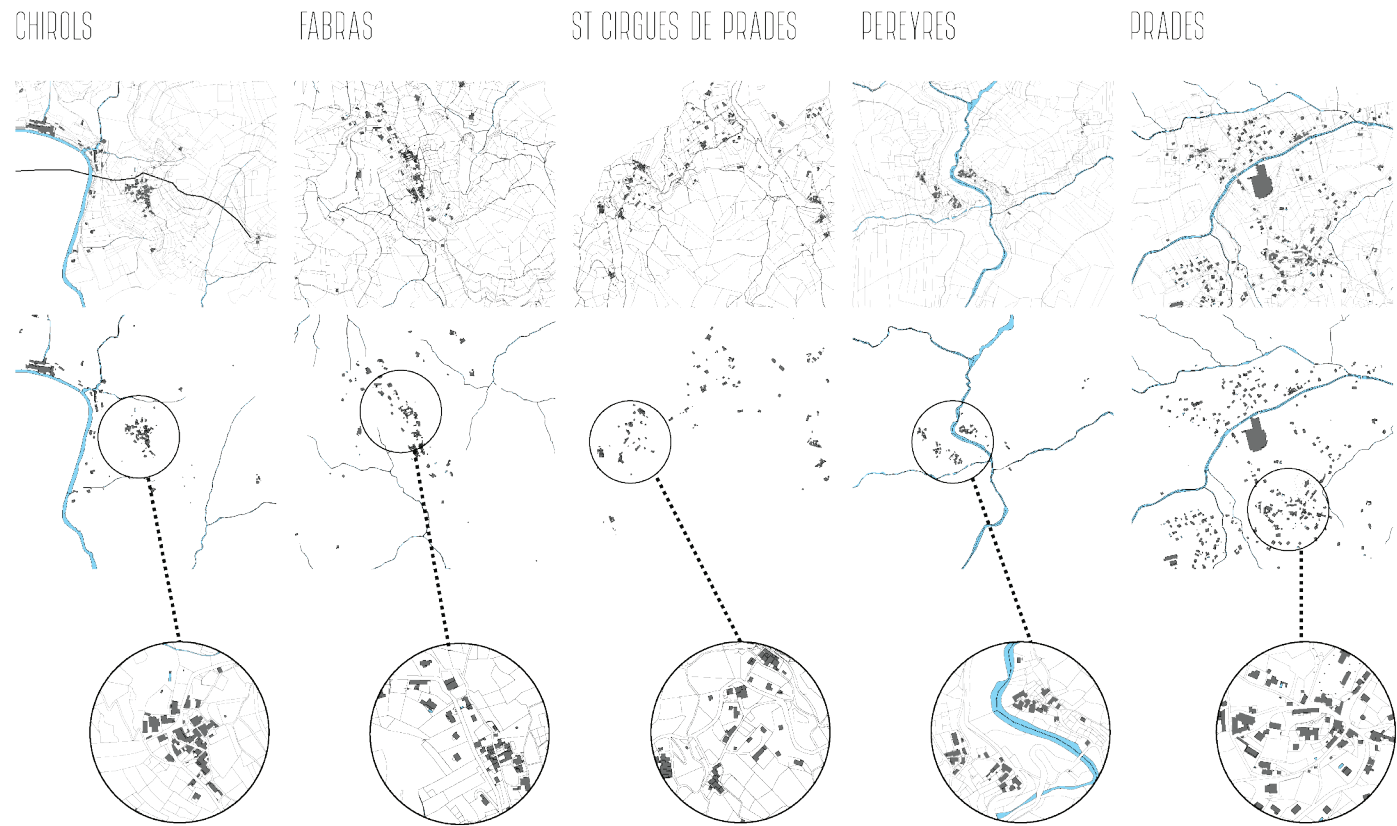 CHIROLS
FABRAS
ST CIRGUES DE PRADES
PEREYRES
PRADES